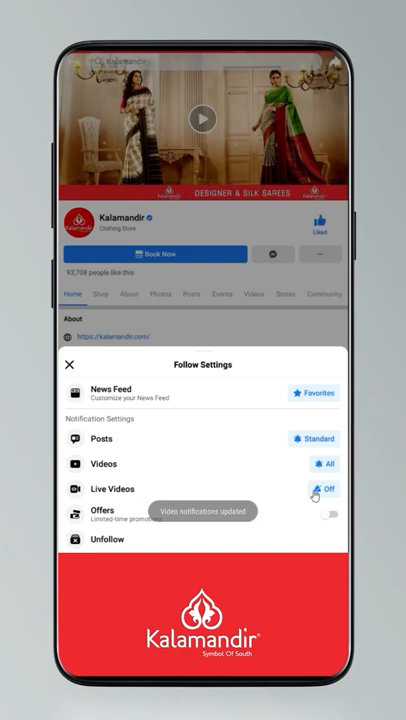 Kalamandir
DESIGNER & SILK SAREES
Kalamandir
Clothing Store
Liked
Book Now
93,708 people like this
Home Shop About Photos Posts Events Videos Stores Community
About
https://kalamandir.com/
Follow Settings
News Feed
Customize your News Feed
Favorites
Notification Settings
Posts
Standard
Videos
All
Live Videos
Off
Offers
Limited-time promotions
Video notifications updated
Unfollow
Kalamandir
Symbol Of South